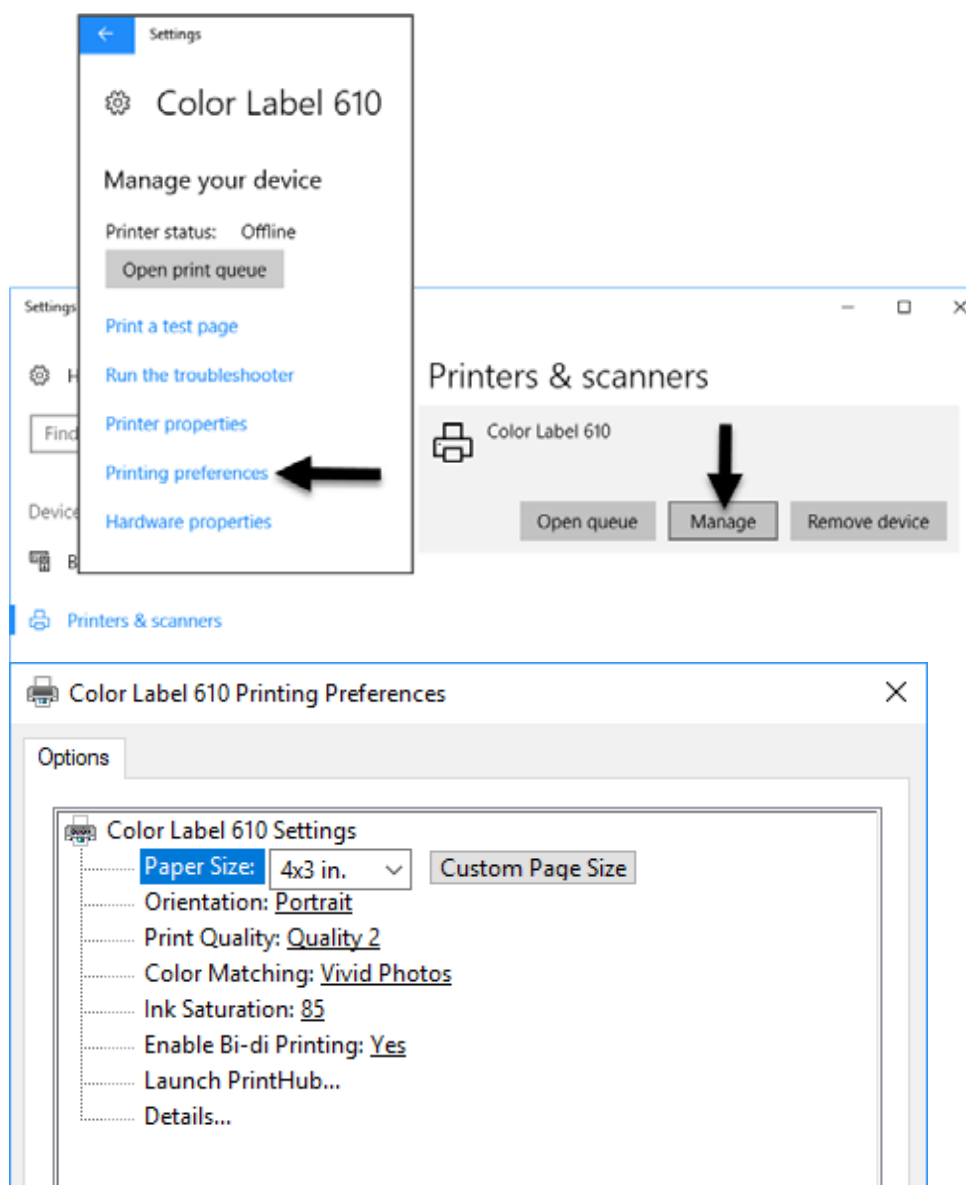 Settings
Color Label 610
Manage your device
Printer status: Offline
Open print queue
Print a test page
Run the troubleshooter
Printer properties
Printing preferences
Hardware properties
Settings
H
Find
Device
B
Printers & scanners
Printers & scanners
Color Label 610
Open queue Manage Remove device
Color Label 610 Printing Preferences
Options
Color Label 610 Settings
Paper Size: 4x3 in. Custom Page Size
Orientation: Portrait
Print Quality: Quality 2
Color Matching: Vivid Photos
Ink Saturation: 85
Enable Bi-di Printing: Yes
Launch PrintHub...
Details...